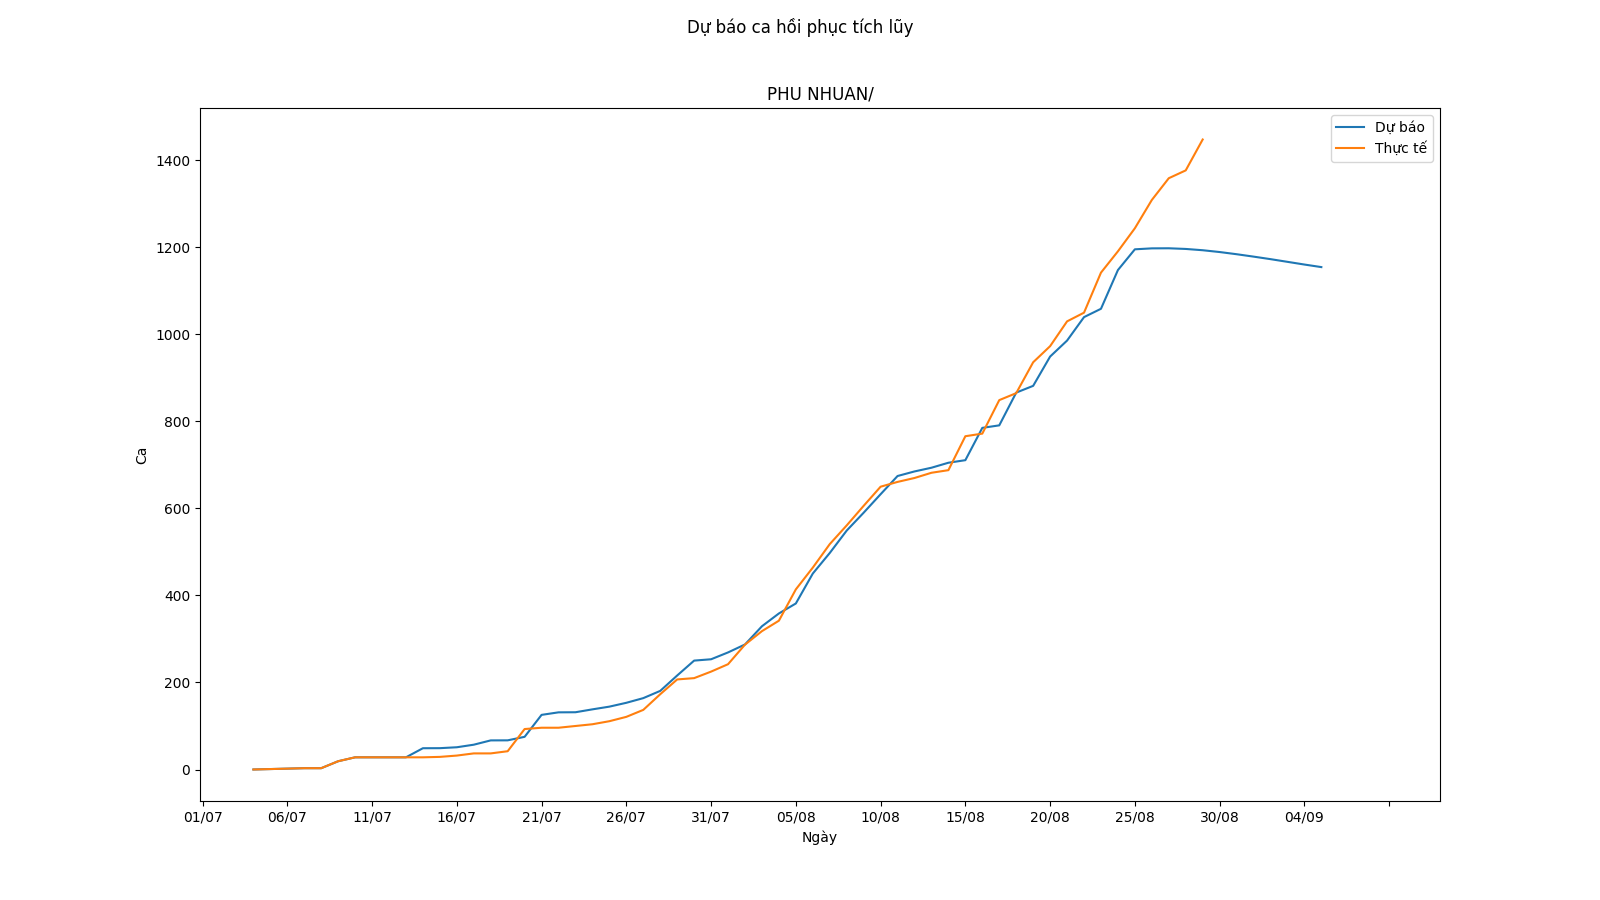 Dự báo ca hồi phục tích lũy
PHU NHUAN/
Dự báo
Thực tế
1400
1200
1000
800
600
400
200
0
Ca
01/07 06/07 11/07 16/07 21/07 26/07 31/07 05/08 10/08 15/08 20/08 25/08 30/08 04/09
Ngày